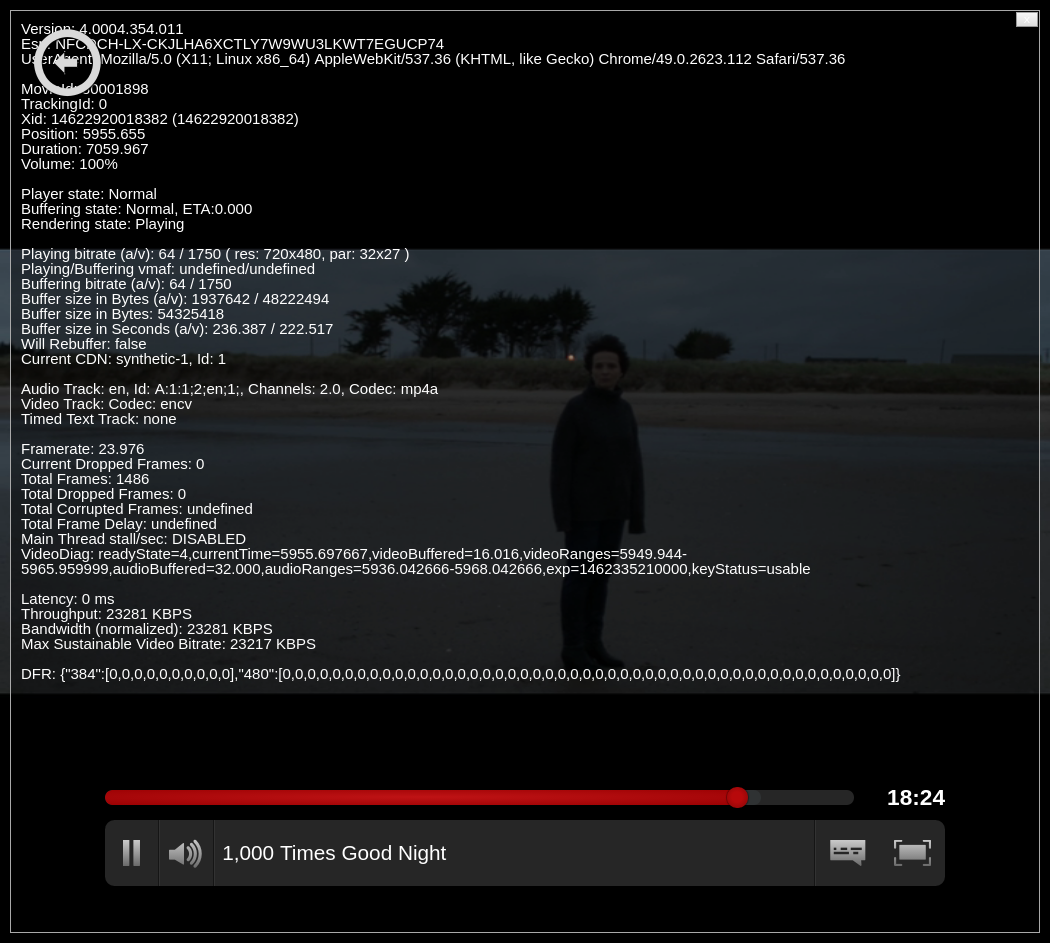 Version: 4.0004.354.011
Esn: NFCDCH-LX-CKJLHA6XCTLY7W9WU3LKWT7EGUCP74
UserAgent: Mozilla/5.0 (X11; Linux x86_64) AppleWebKit/537.36 (KHTML, like Gecko) Chrome/49.0.2623.112 Safari/537.36
TrackingId: 0
Xid: 14622920018382 (14622920018382)
Position: 5955.655
Duration: 7059.967
Volume: 100%
Player state: Normal
Buffering state: Normal, ETA:0.000
Rendering state: Playing
Playing bitrate (a/v): 64 / 1750 ( res: 720x480, par: 32x27 )
Playing/Buffering vmaf: undefined/undefined
Buffering bitrate (a/v): 64 / 1750
Buffer size in Bytes (a/v): 1937642 / 48222494
Buffer size in Bytes: 54325418
Buffer size in Seconds (a/v): 236.387 / 222.517
Will Rebuffer: false
Current CDN: synthetic-1, Id: 1
Audio Track: en, Id: A:1:1;2;en;1;, Channels: 2.0, Codec: mp4a
Video Track: Codec: encv
Timed Text Track: none
Framerate: 23.976
Current Dropped Frames: 0
Total Frames: 1486
Total Dropped Frames: 0
Total Corrupted Frames: undefined
Total Frame Delay: undefined
Main Thread stall/sec: DISABLED
VideoDiag: readyState=4,currentTime=5955.697667,videoBuffered=16.016,videoRanges=5949.944-
5965.959999,audioBuffered=32.000,audioRanges=5936.042666-5968.042666,exp=1462335210000,keyStatus=usable
Latency: 0 ms
Throughput: 23281 KBPS
Bandwidth (normalized): 23281 KBPS
Max Sustainable Video Bitrate: 23217 KBPS
DFR: {"384":[0,0,0,0,0,0,0,0,0,0],"480":[0,0,0,0,0,0,0,0,0,0,0,0,0,0,0,0,0,0,0,0,0,0,0,0,0,0,0,0,0,0,0,0,0,0,0,0,0,0,0,0,0,0,0,0,0,0,0,0,0]}
18:24
1,000 Times Good Night